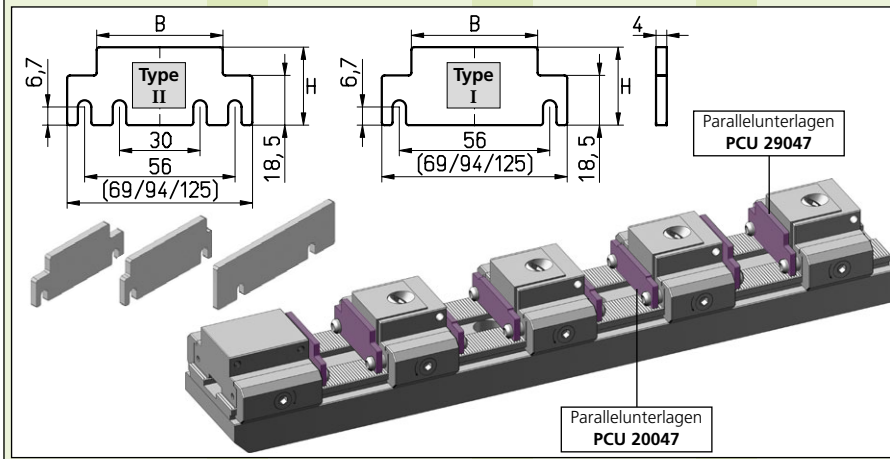 B
Type
II
6,7
H
18,5
30
56
(69/94/125)
B
Type
I
6,7
H
18,5
56
(69/94/125)
4
Parallelunterlagen
PCU 29047
Parallelunterlagen
PCU 20047